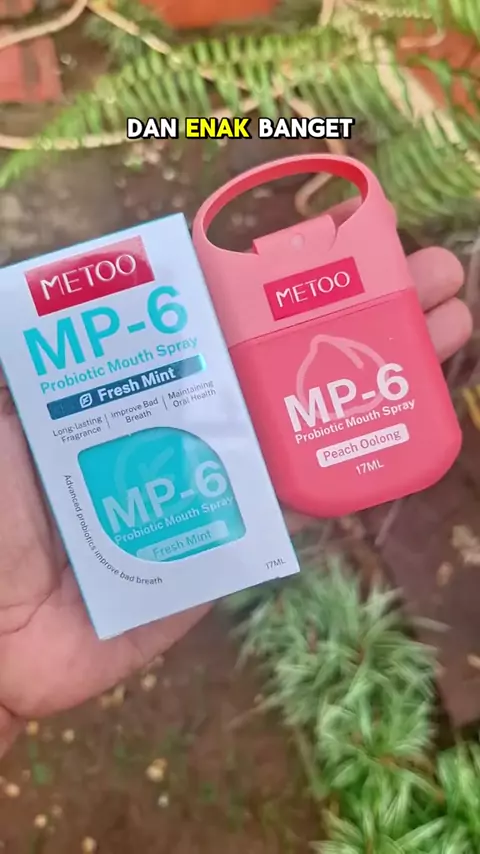 DAN ENAK BANGET
METOO
MP-6
Probiotic Mouth Spray
Fresh Mint
Long-lasting Fragrance
Improve Bad Breath
Maintaining Oral Health
MP-6
Probiotic Mouth Spray
Fresh Mint
Advanced probiotics improve bad breath
17ML
METOO
MP-6
Probiotic Mouth Spray
Peach Oolong
17ML